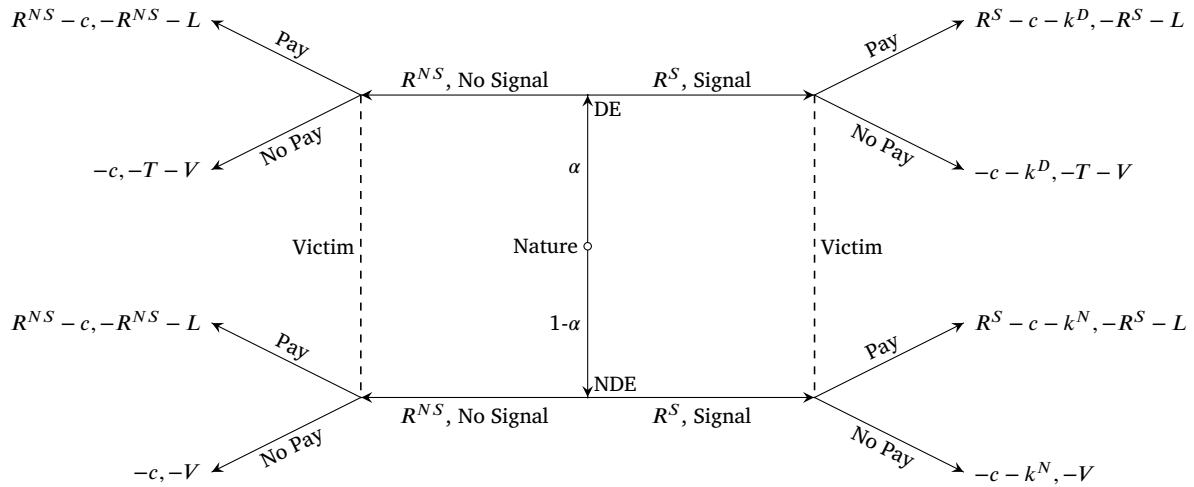 R^{NS} − c, −R^{NS} − L
R^S − c − k^D, −R^S − L
Pay
Pay
R^{NS}, No Signal
R^S, Signal
DE
No Pay
No Pay
−c, −T − V
α
−c − k^D, −T − V
Victim
Nature
Victim
R^{NS} − c, −R^{NS} − L
1-α
R^S − c − k^N, −R^S − L
Pay
Pay
NDE
R^{NS}, No Signal
R^S, Signal
No Pay
No Pay
−c, −V
−c − k^N, −V